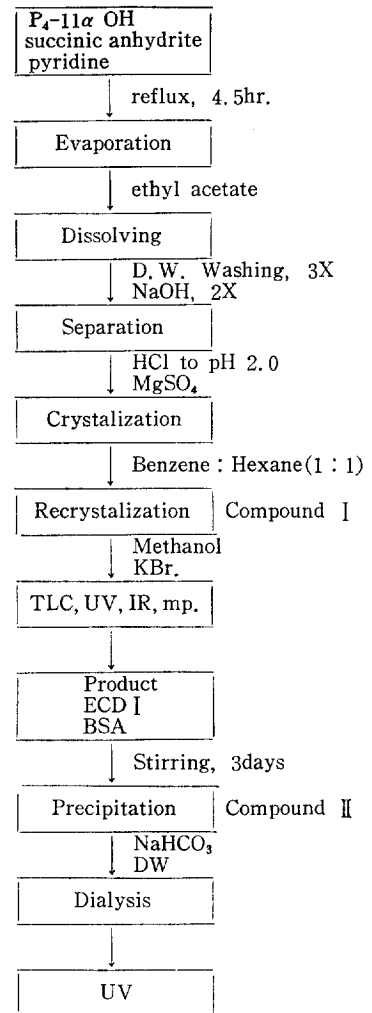 P₄-11α OH
succinic anhydrite
pyridine
reflux, 4.5hr.
Evaporation
ethyl acetate
Dissolving
D. W. Washing, 3X
NaOH, 2X
Separation
HCl to pH 2.0
MgSO₄
Crystalization
Benzene : Hexane(1 : 1)
Recrystalization Compound Ⅰ
Methanol
KBr.
TLC, UV, IR, mp.
Product
ECD Ⅰ
BSA
Stirring, 3days
Precipitation Compound Ⅱ
NaHCO₃
DW
Dialysis
UV